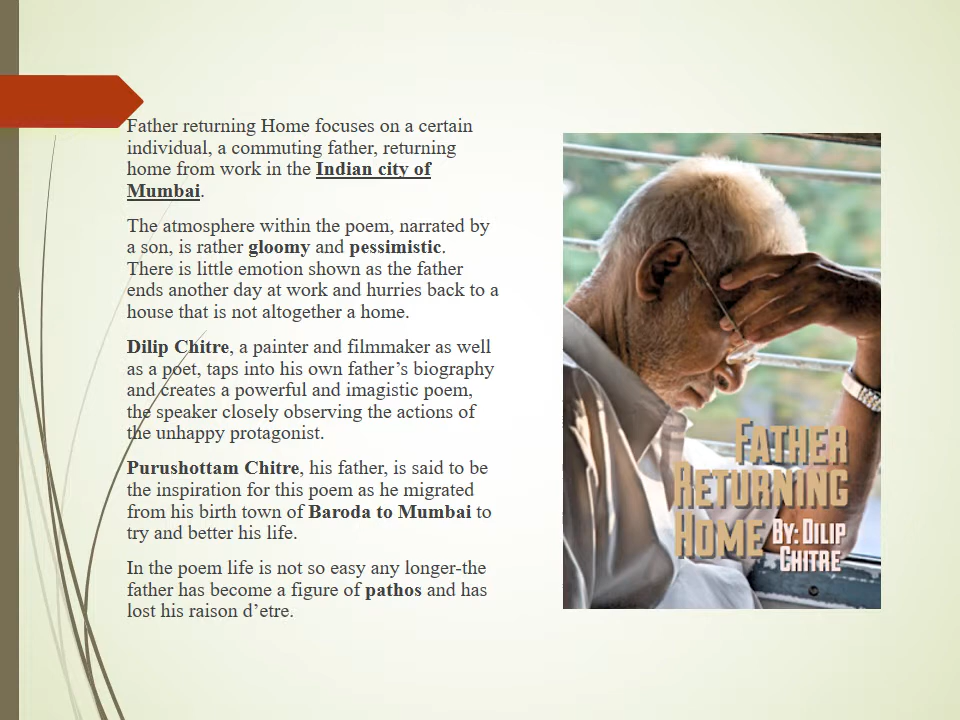 Father returning Home focuses on a certain
individual, a commuting father, returning
home from work in the Indian city of
Mumbai.
The atmosphere within the poem, narrated by
a son, is rather gloomy and pessimistic.
There is little emotion shown as the father
ends another day at work and hurries back to a
house that is not altogether a home.
Dilip Chitre, a painter and filmmaker as well
as a poet, taps into his own father’s biography
and creates a powerful and imagistic poem,
the speaker closely observing the actions of
the unhappy protagonist.
Purushottam Chitre, his father, is said to be
the inspiration for this poem as he migrated
from his birth town of Baroda to Mumbai to
try and better his life.
In the poem life is not so easy any longer-the
father has become a figure of pathos and has
lost his raison d’etre.
Father
Returning
Home
By: Dilip
Chitre